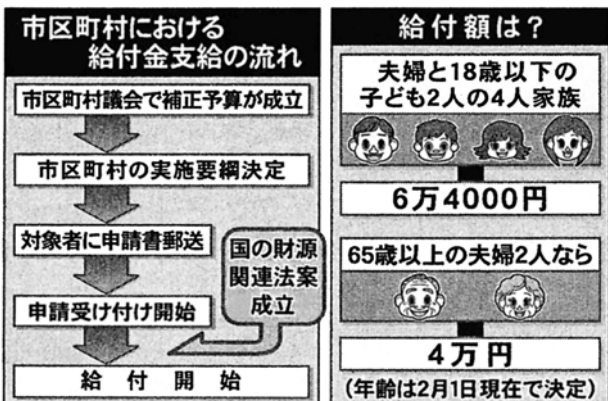 市区町村における
給付金支給の流れ
市区町村議会で補正予算が成立
市区町村の実施要綱決定
対象者に申請書郵送
国の財源
関連法案
成立
申請受け付け開始
給付開始
給付額は?
夫婦と18歳以下の
子ども2人の4人家族
6万4000円
65歳以上の夫婦2人なら
4万円
(年齢は2月1日現在で決定)